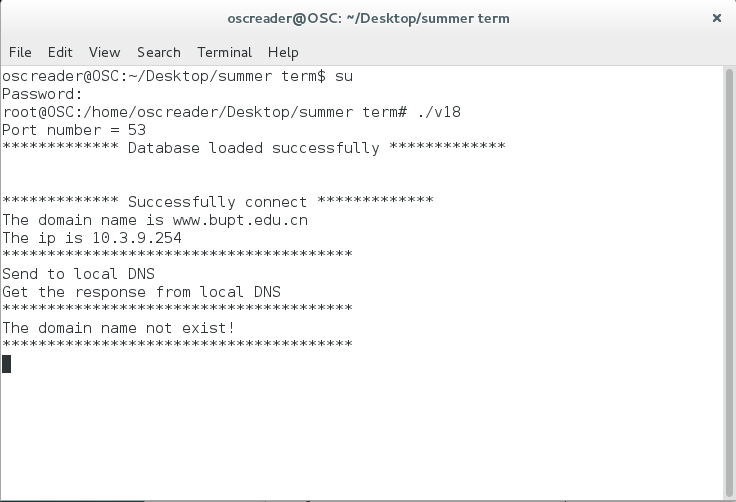 oscreader@OSC: ~/Desktop/summer term
File Edit View Search Terminal Help
oscreader@OSC:~/Desktop/summer term$ su
Password:
root@OSC:/home/oscreader/Desktop/summer term# ./v18
Port number = 53
************* Database loaded successfully *************
************* Successfully connect *************
The domain name is www.bupt.edu.cn
The ip is 10.3.9.254
***************************************
Send to local DNS
Get the response from local DNS
***************************************
The domain name not exist!
***************************************